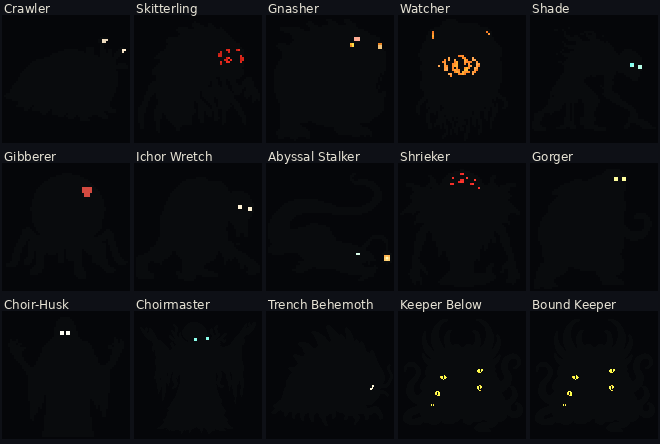 Crawler Skitterling Gnasher Watcher Shade
Gibberer Ichor Wretch Abyssal Stalker Shrieker Gorger
Choir-Husk Choirmaster Trench Behemoth Keeper Below Bound Keeper